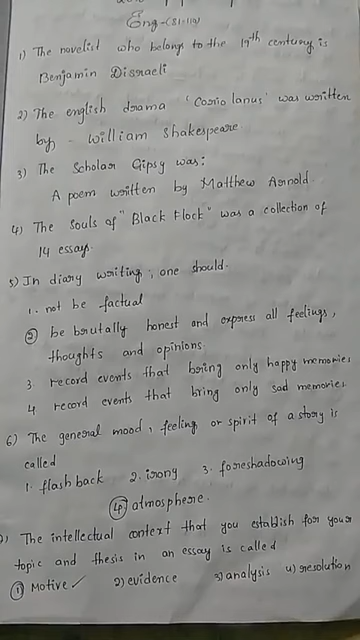 Eng-(81-110)
1) The novelist who belongs to the 19th century is
Benjamin Disraeli
2) The english drama 'Corio lanus' was written
by - William Shakespeare
3) The Scholar Gipsy was:
A poem written by Matthew Arnold.
4) The Souls of "Black Flock" was a collection of
14 essays.
5) In diary writing, one should.
1. not be factual
2 be brutally honest and express all feelings,
thoughts and opinions
3. record events that bring only happy memories
4. record events that bring only sad memories.
6) The general mood, feeling or spirit of a story is
called
1. flash back 2. irony 3. foreshadowing
4. atmosphere.
) The intellectual context that you establish for your
topic and thesis in an essay is called
1 Motive ✓ 2) evidence 3) analysis 4) resolution